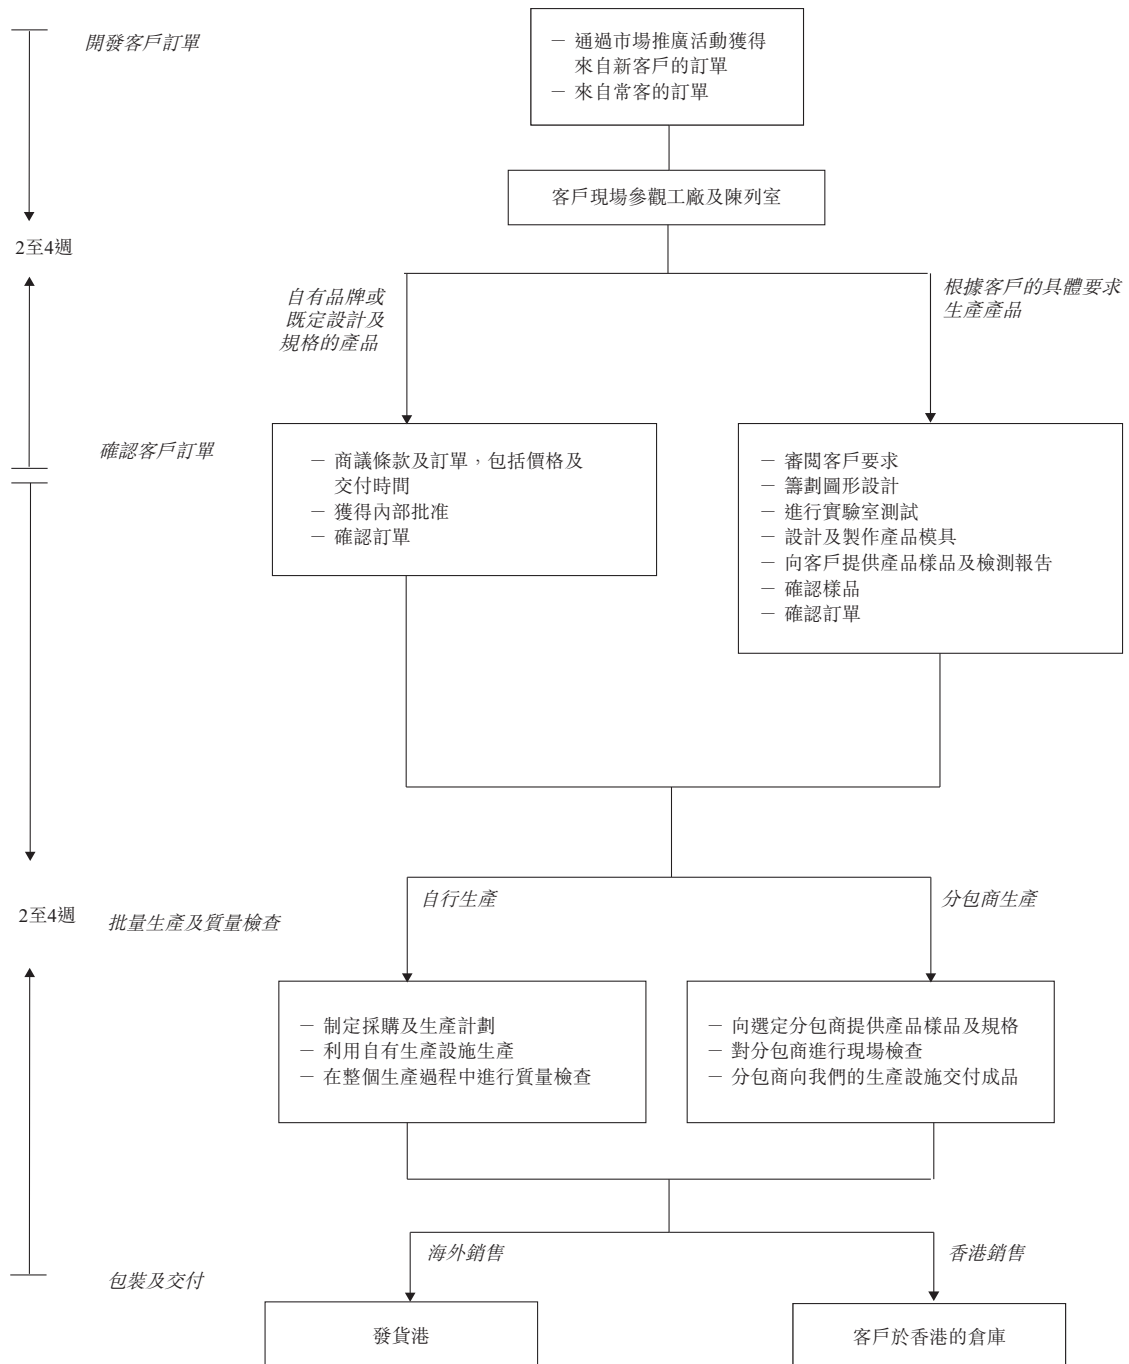 開發客戶訂單
－ 通過市場推廣活動獲得
來自新客戶的訂單
－ 來自常客的訂單
客戶現場參觀工廠及陳列室
2至4週
自有品牌或
既定設計及
規格的產品
根據客戶的具體要求
生產產品
確認客戶訂單
－ 商議條款及訂單，包括價格及
交付時間
－ 獲得內部批准
－ 確認訂單
－ 審閱客戶要求
－ 籌劃圖形設計
－ 進行實驗室測試
－ 設計及製作產品模具
－ 向客戶提供產品樣品及檢測報告
－ 確認樣品
－ 確認訂單
自行生產
分包商生產
2至4週
批量生產及質量檢查
－ 制定採購及生產計劃
－ 利用自有生產設施生產
－ 在整個生產過程中進行質量檢查
－ 向選定分包商提供產品樣品及規格
－ 對分包商進行現場檢查
－ 分包商向我們的生產設施交付成品
海外銷售
香港銷售
包裝及交付
發貨港
客戶於香港的倉庫